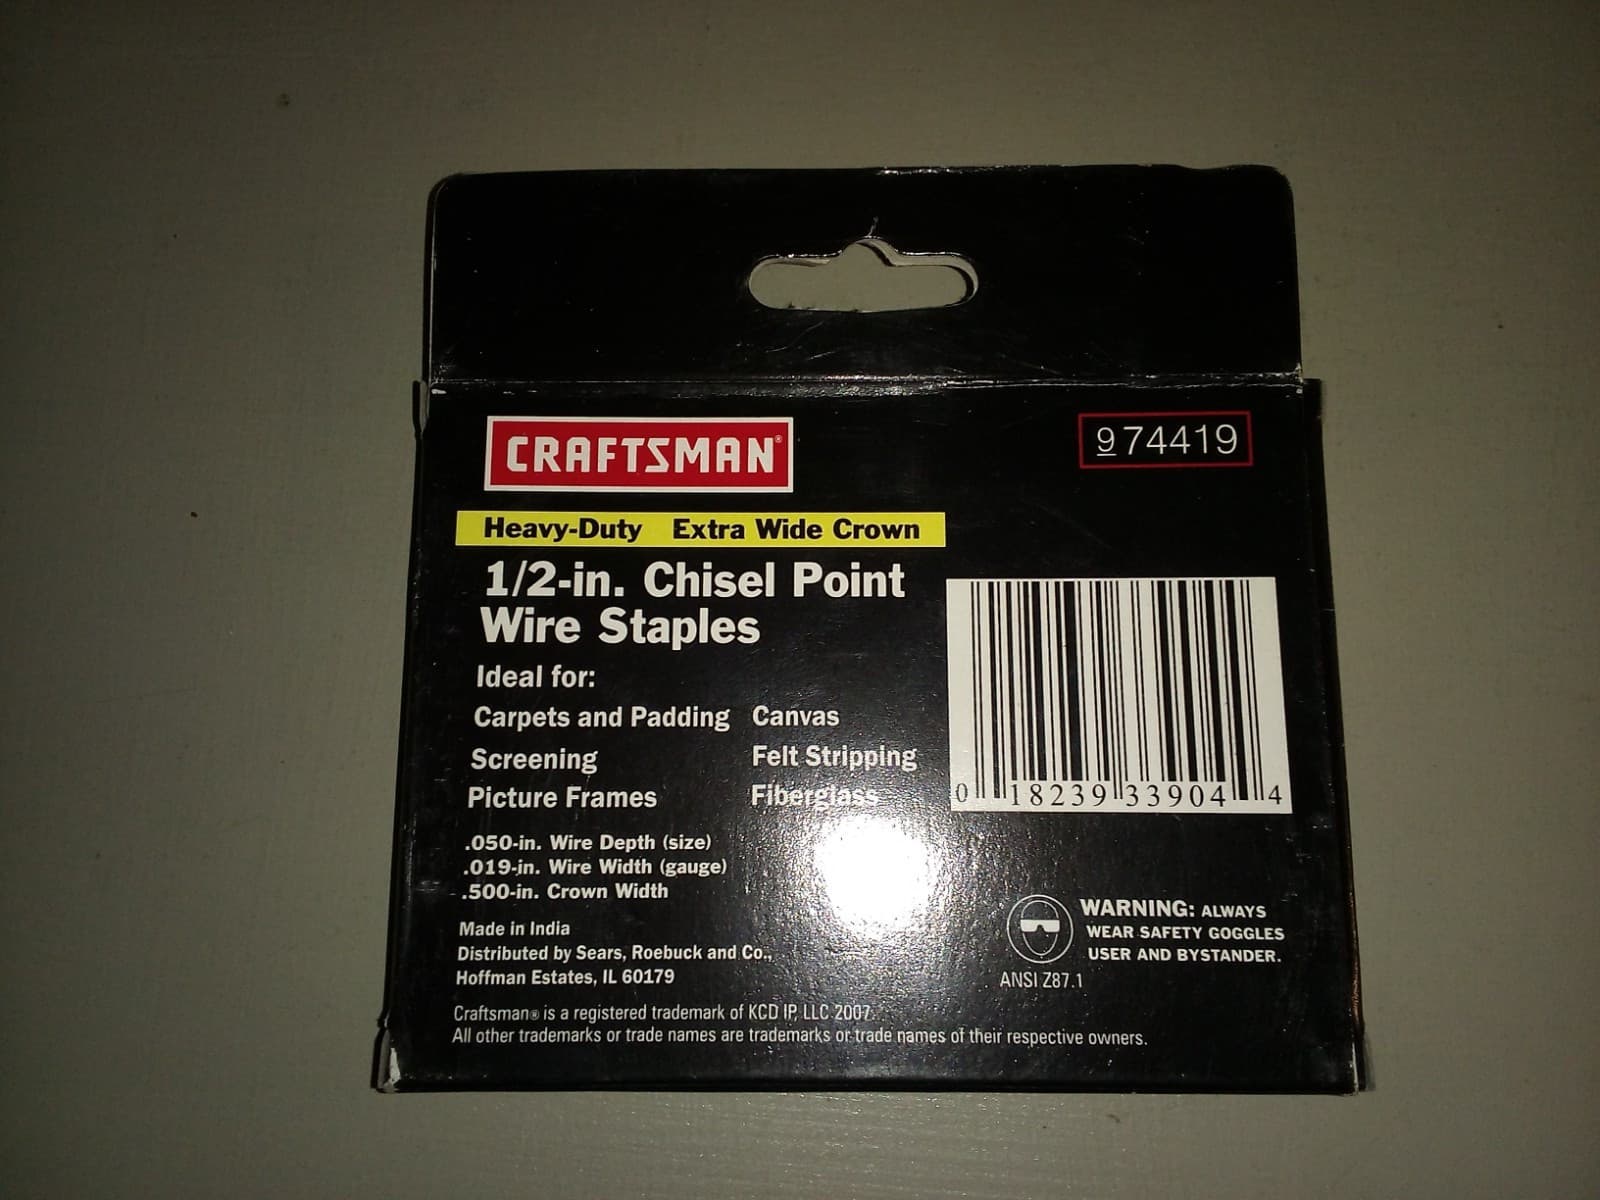 CRAFTSMAN®
974419
Heavy-Duty Extra Wide Crown
1/2-in. Chisel Point
Wire Staples
Ideal for:
Carpets and Padding Canvas
Screening Felt Stripping
Picture Frames Fiberglass
0 18239 33904 4
.050-in. Wire Depth (size)
.019-in. Wire Width (gauge)
.500-in. Crown Width
Made in India
Distributed by Sears, Roebuck and Co.,
Hoffman Estates, IL 60179
WARNING: ALWAYS
WEAR SAFETY GOGGLES
USER AND BYSTANDER.
ANSI Z87.1
Craftsman® is a registered trademark of KCD IP, LLC 2007.
All other trademarks or trade names are trademarks or trade names of their respective owners.